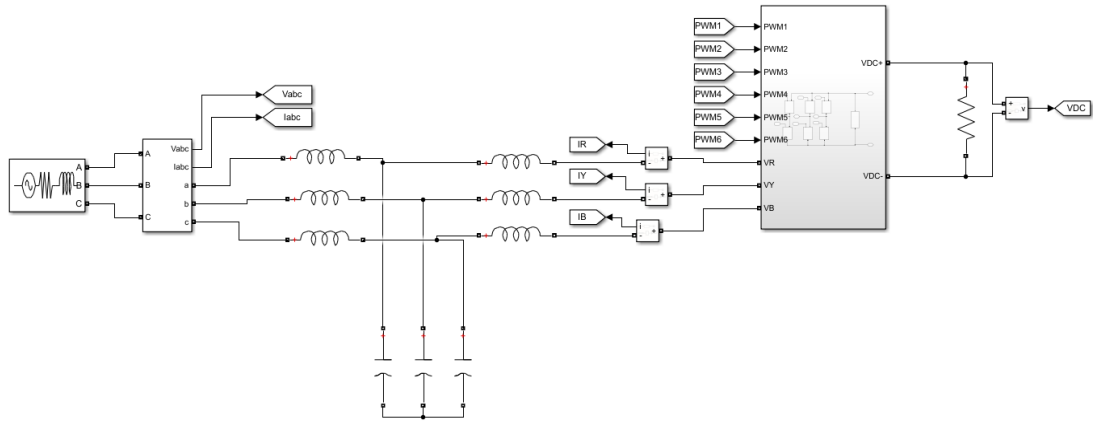 PWM1
PWM1
PWM2
PWM2
PWM3
PWM3
PWM4
PWM4
PWM5
PWM5
PWM6
PWM6
VDC+
VDC-
VR
VY
VB
+
-
v
VDC
Vabc
Iabc
A
B
C
A
B
C
Vabc
Iabc
a
b
c
+
+
+
+
+
+
IR
i
-
+
IY
i
-
+
IB
i
-
+
+
+
+
+